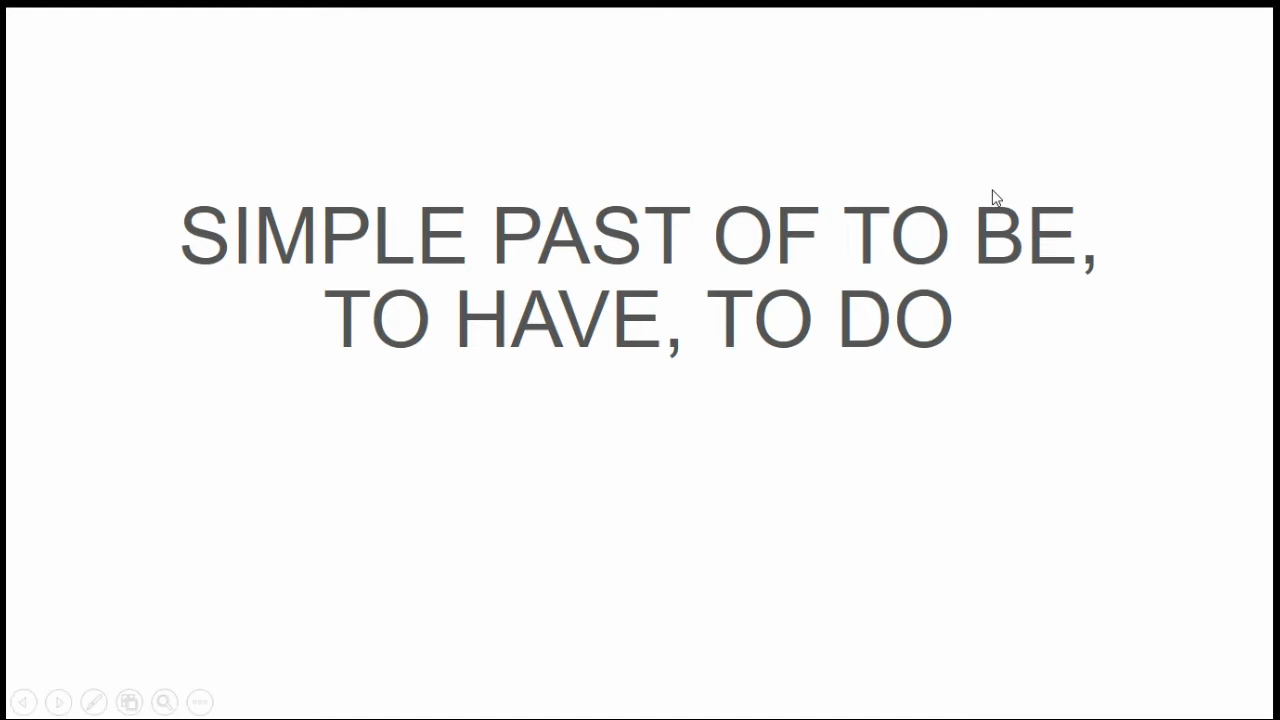 SIMPLE PAST OF TO BE,
TO HAVE, TO DO